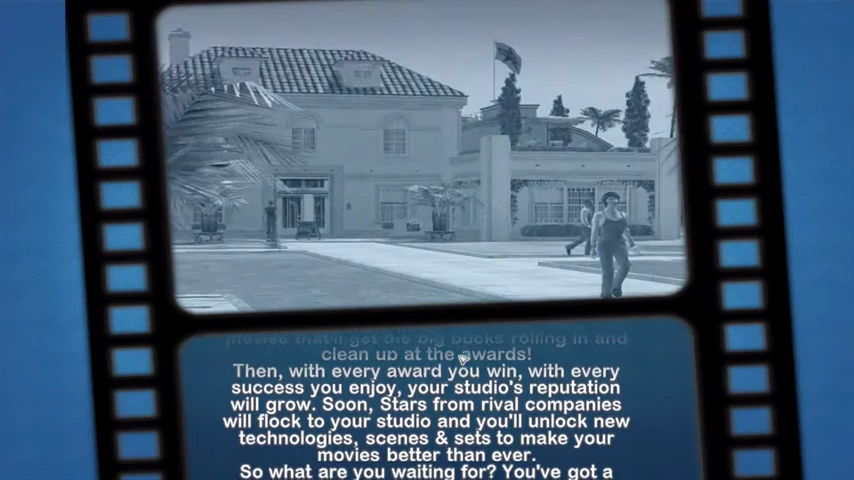 movies that'll get the big bucks rolling in and
clean up at the awards!
Then, with every award you win, with every
success you enjoy, your studio's reputation
will grow. Soon, Stars from rival companies
will flock to your studio and you'll unlock new
technologies, scenes & sets to make your
movies better than ever.
So what are you waiting for? You've got a